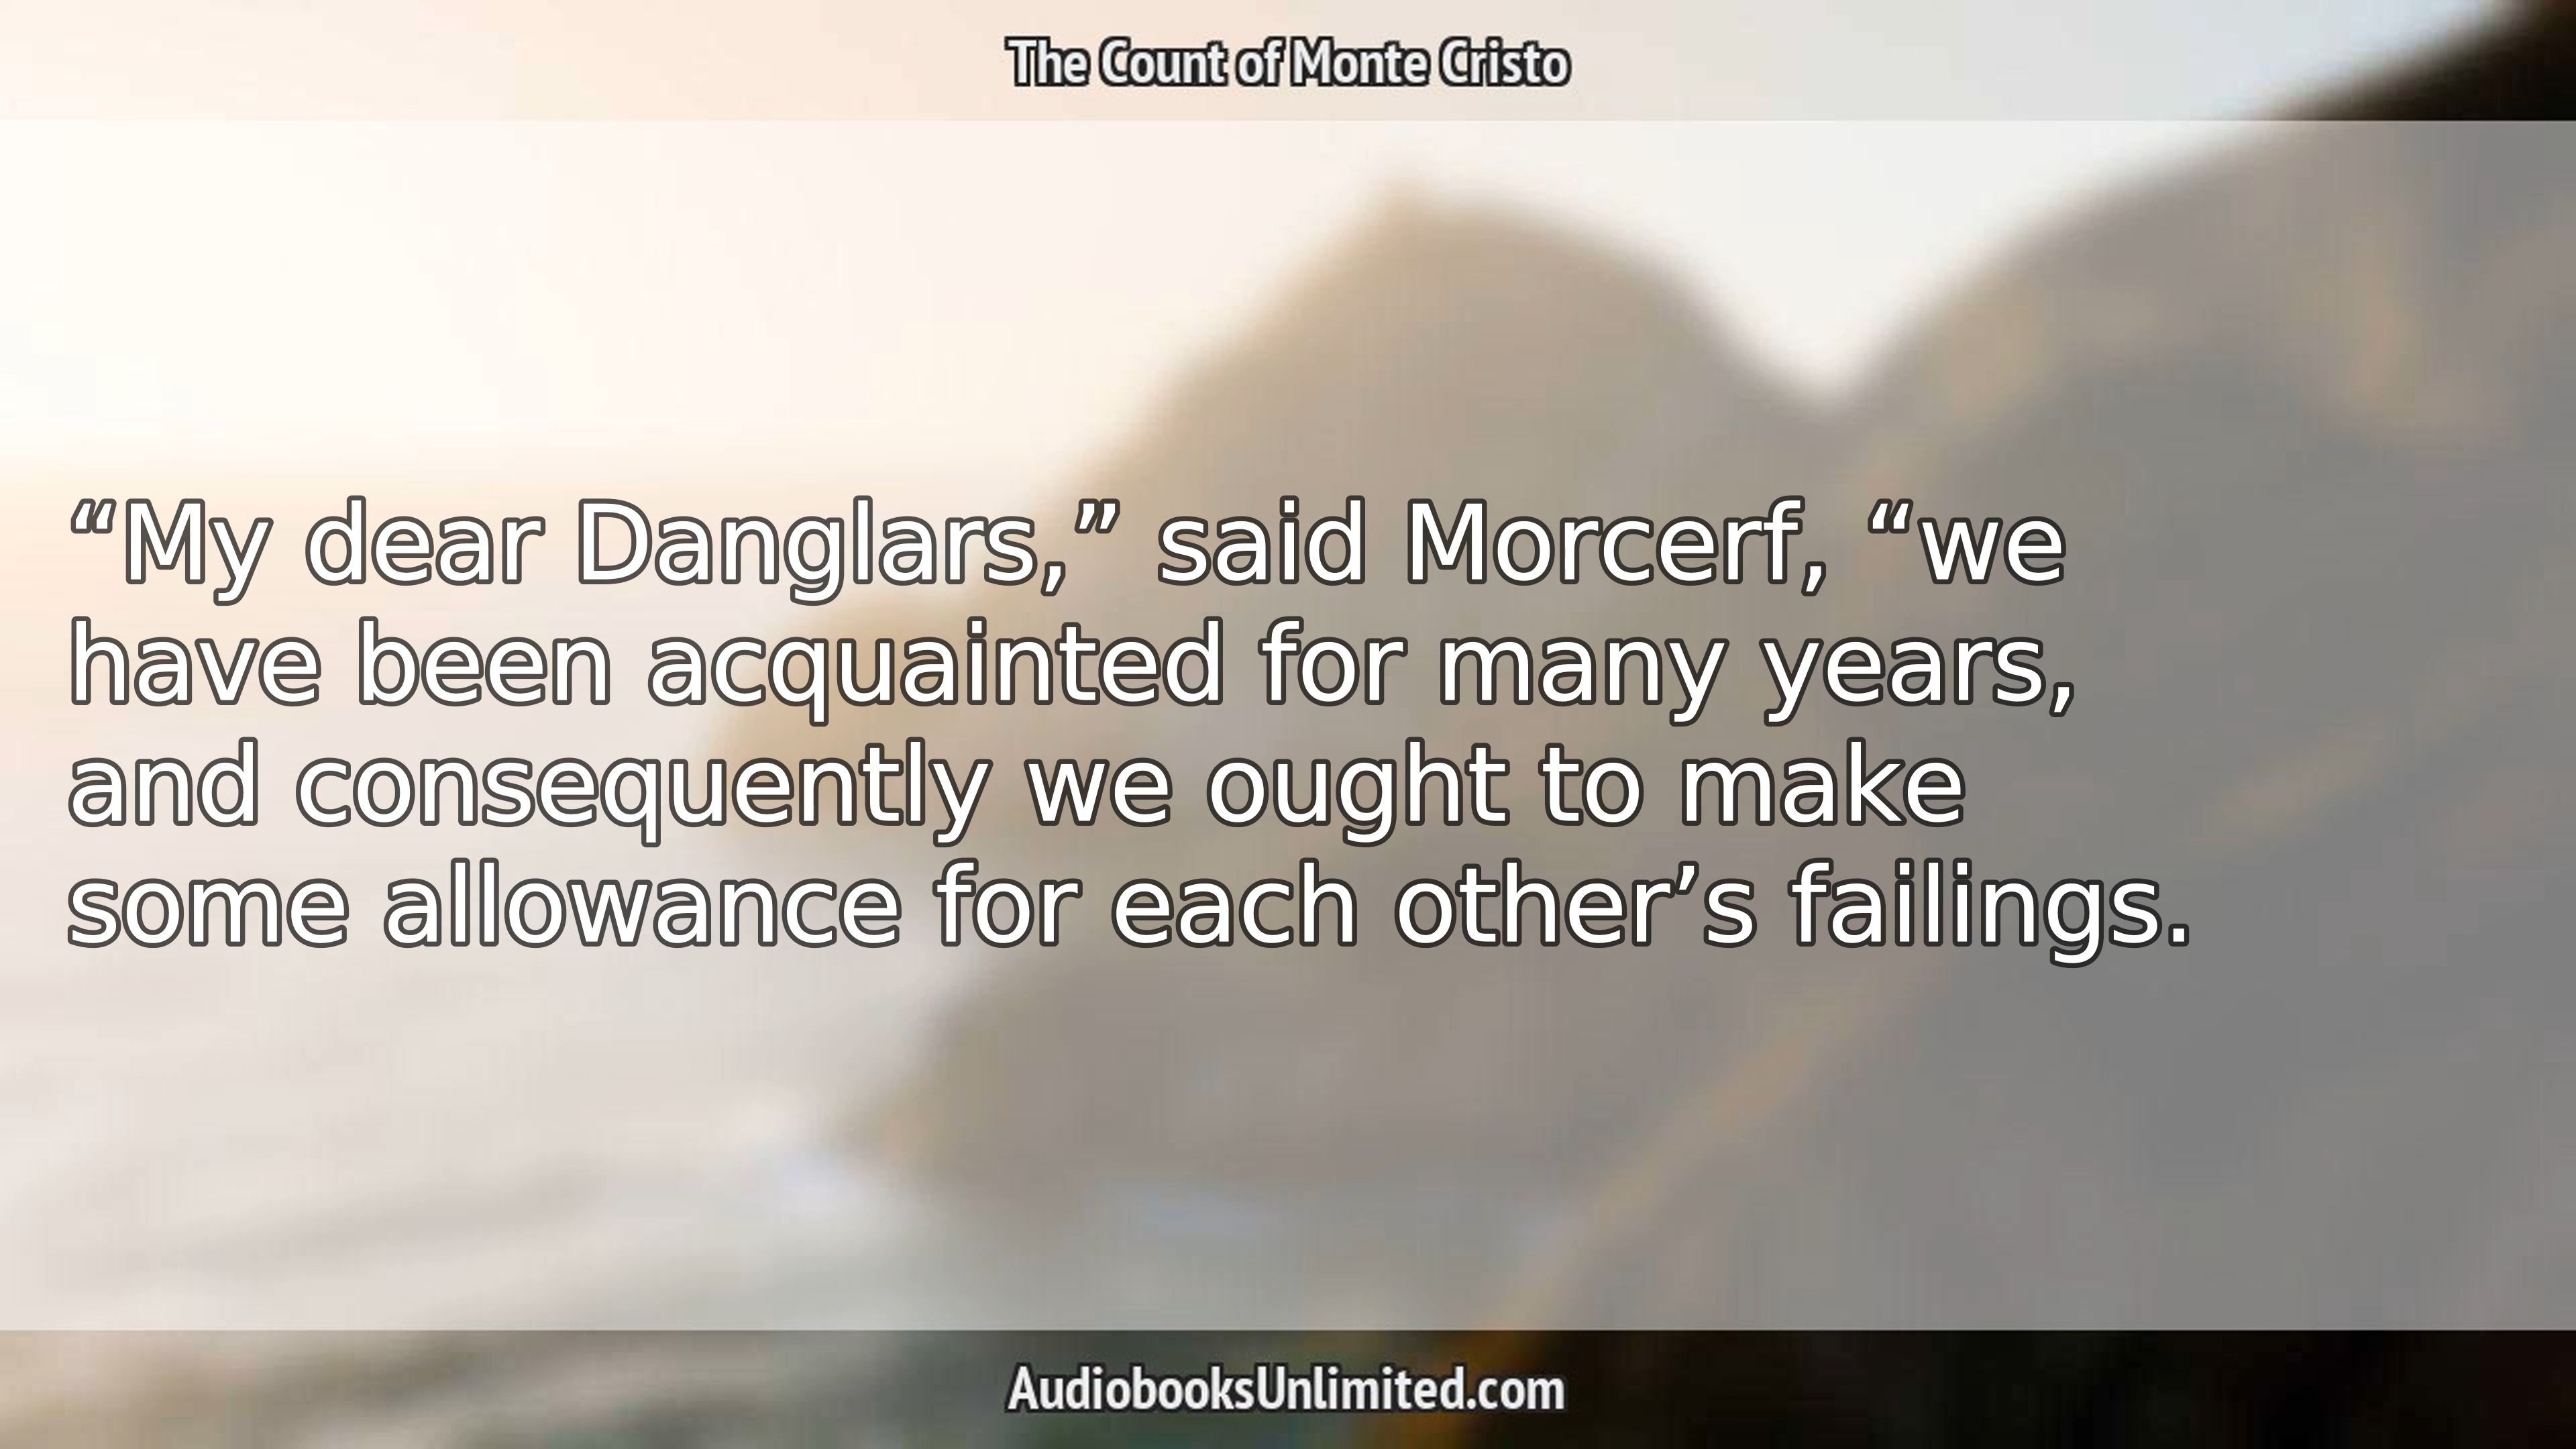 The Count of Monte Cristo
“My dear Danglars,” said Morcerf, “we
have been acquainted for many years,
and consequently we ought to make
some allowance for each other’s failings.
AudiobooksUnlimited.com